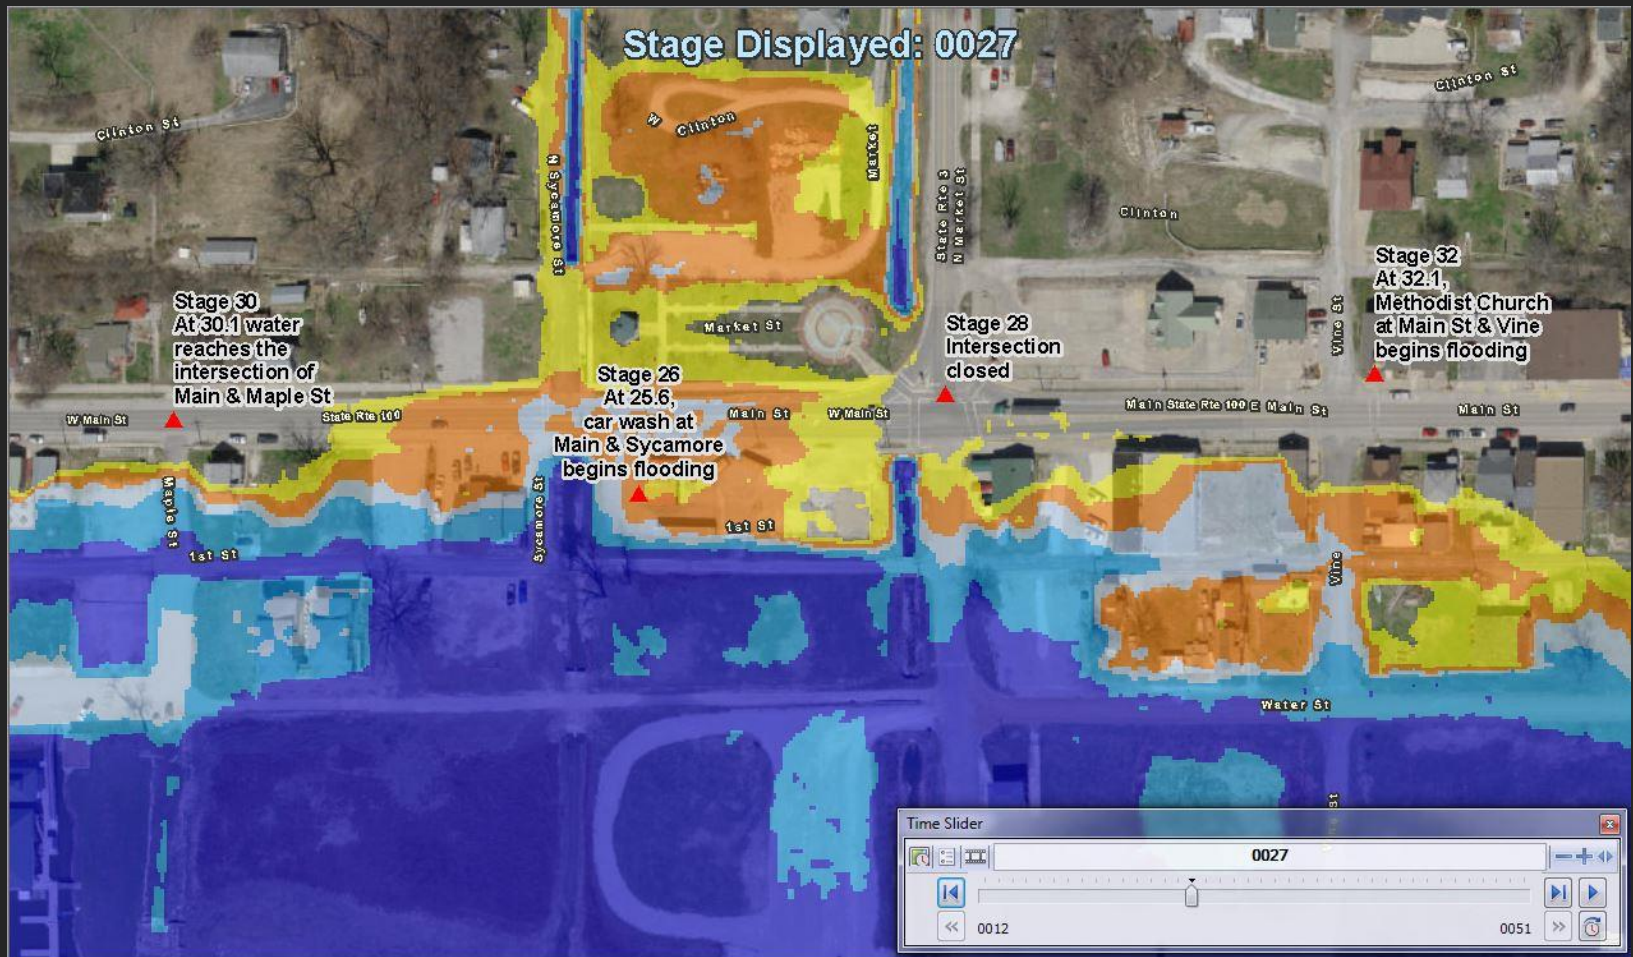 Stage Displayed: 0027
Clinton St
Clinton St
W Clinton
Market
N Sycamore St
State Rte 3
N Market St
Clinton
Stage 30
At 30.1 water
reaches the
intersection of
Main & Maple St
Market St
Stage 28
Intersection
closed
Vine St
Stage 32
At 32.1,
Methodist Church
at Main St & Vine
begins flooding
Stage 26
At 25.6,
car wash at
Main & Sycamore
begins flooding
W Main St
State Rte 100
Main St
W Main St
Main State Rte 100 E Main St
Main St
Maple St
Sycamore St
1st St
1st St
Vine
Water St
Time Slider
0027
0012
0051